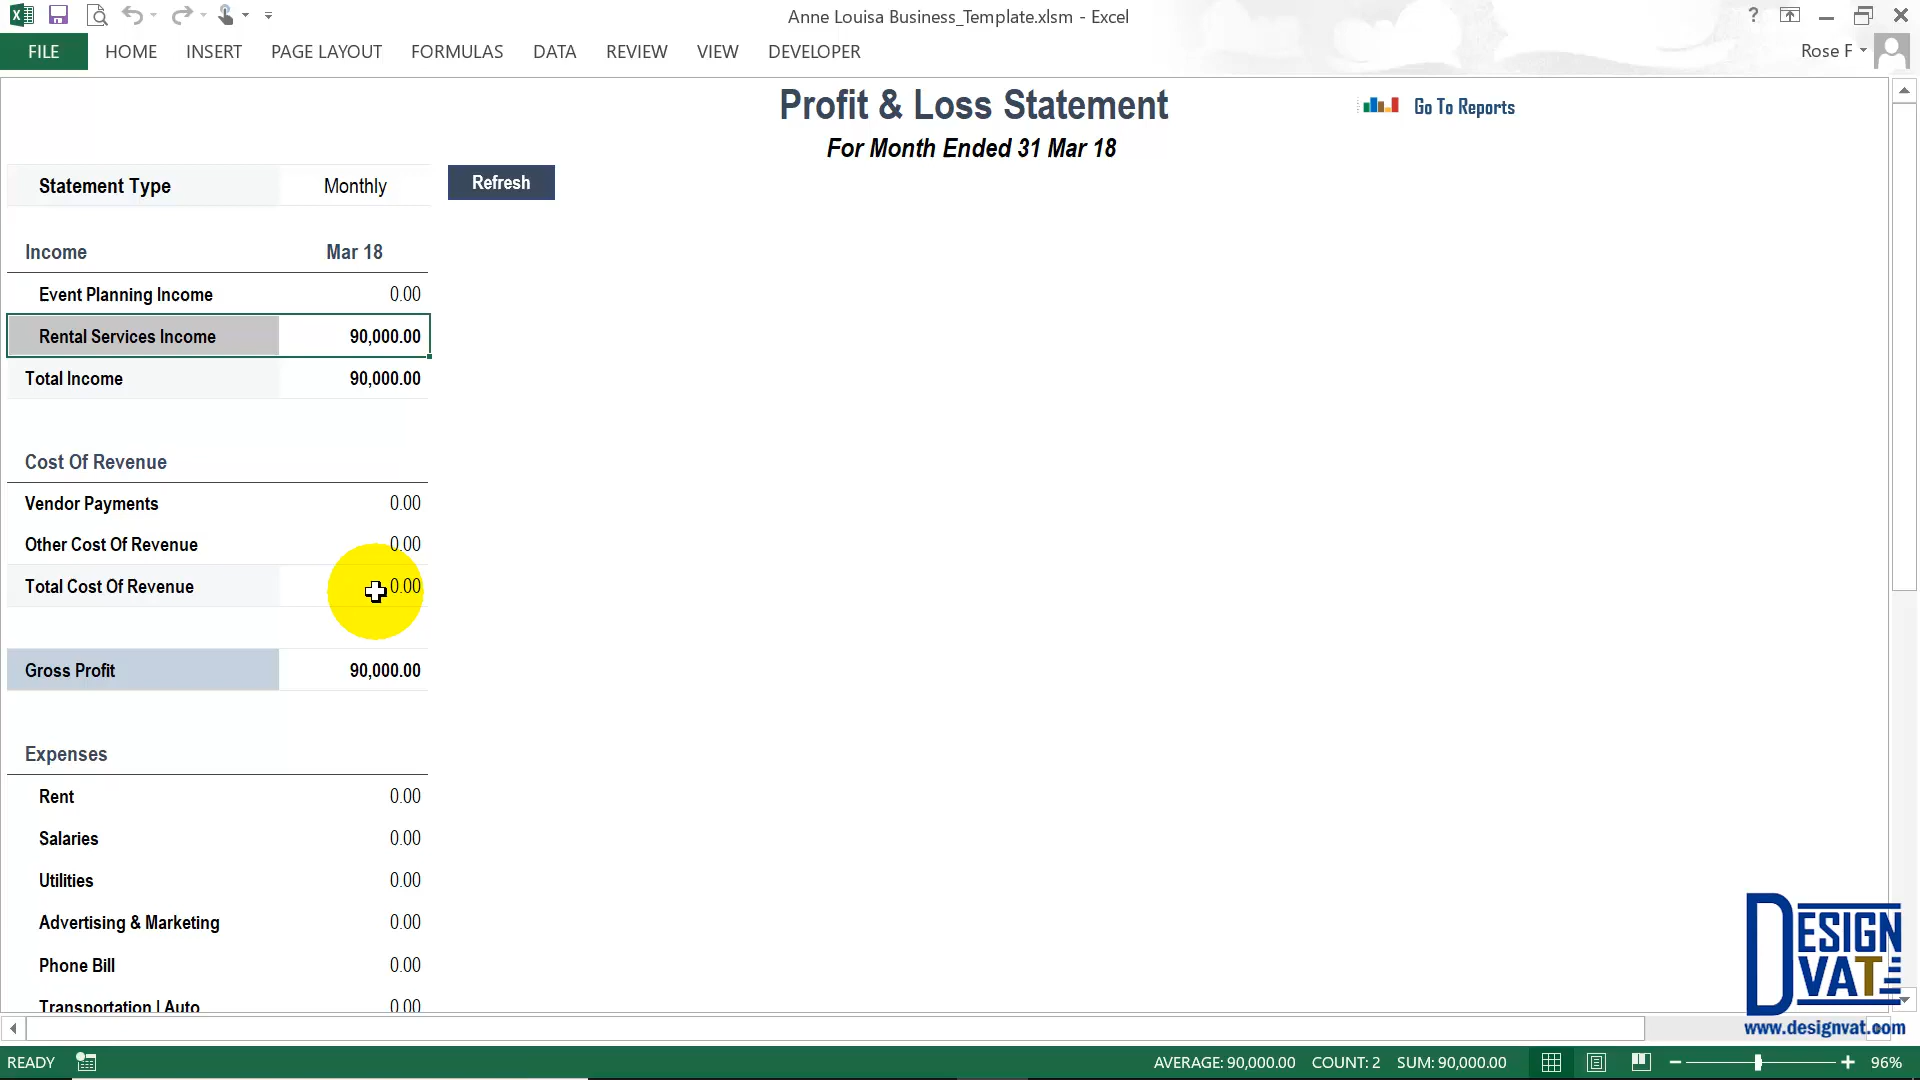 Anne Louisa Business_Template.xlsm - Excel
?
FILE HOME INSERT PAGE LAYOUT FORMULAS DATA REVIEW VIEW DEVELOPER
Rose F
Profit & Loss Statement
Go To Reports
For Month Ended 31 Mar 18
Statement Type Monthly
Refresh
Income Mar 18
Event Planning Income 0.00
Rental Services Income 90,000.00
Total Income 90,000.00
Cost Of Revenue
Vendor Payments 0.00
Other Cost Of Revenue 0.00
Total Cost Of Revenue 0.00
Gross Profit 90,000.00
Expenses
Rent 0.00
Salaries 0.00
Utilities 0.00
Advertising & Marketing 0.00
Phone Bill 0.00
Transportation | Auto 0.00
DESIGN
VAT
www.designvat.com
READY
AVERAGE: 90,000.00 COUNT: 2 SUM: 90,000.00
96%